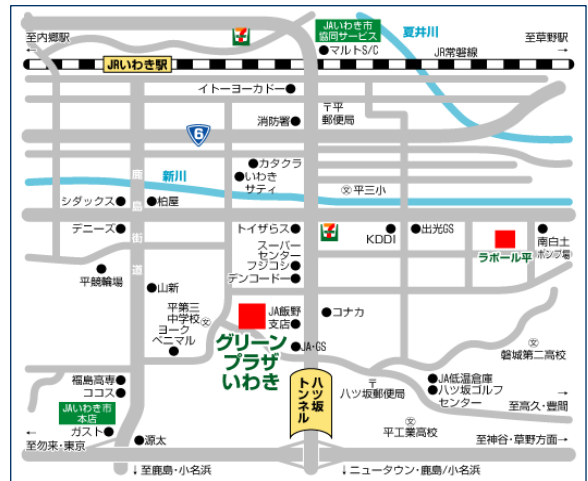 至内郷駅
←
JRいわき駅
JAいわき市
協同サービス
●マルトS/C
夏井川
JR常磐線
至草野駅
→
イトーヨーカドー●
消防署●
〒平
郵便局
6
新川
●カタクラ
●いわき
サティ
文平三小
シダックス●
●柏屋
デニーズ●
鹿島街道
トイザらス●
スーパー
センター
フジコシ●
デンコードー●
7
KDDI
●出光GS
ラポール平
南白土
ポンプ場
平競輪場
●山新
平第三
中学校文
ヨーク
ベニマル
JA飯野
支店●
●コナカ
グリーン
プラザ
いわき
●JA・GS
文
磐城第二高校
福島高専●
ココス●
JAいわき市
本店
ガスト●
八ツ坂
トンネル
〒
八ツ坂郵便局
●JA低温倉庫
●八ツ坂ゴルフ
センター
文
平工業高校
→
至高久・豊間
←
至勿来・東京
●源太
→
至神谷・草野方面
↓至鹿島・小名浜
↓ニュータウン・鹿島/小名浜